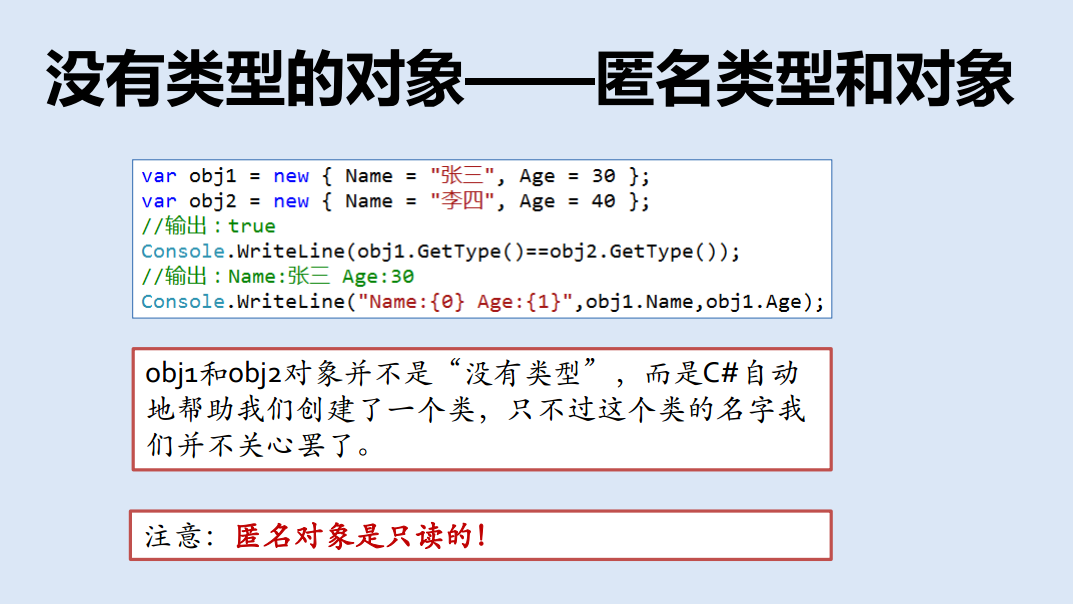 没有类型的对象——匿名类型和对象
var obj1 = new { Name = "张三", Age = 30 };
var obj2 = new { Name = "李四", Age = 40 };
//输出：true
Console.WriteLine(obj1.GetType()==obj2.GetType());
//输出：Name:张三 Age:30
Console.WriteLine("Name:{0} Age:{1}",obj1.Name,obj1.Age);
obj1和obj2对象并不是“没有类型”，而是C#自动
地帮助我们创建了一个类，只不过这个类的名字我
们并不关心罢了。
注意：匿名对象是只读的！